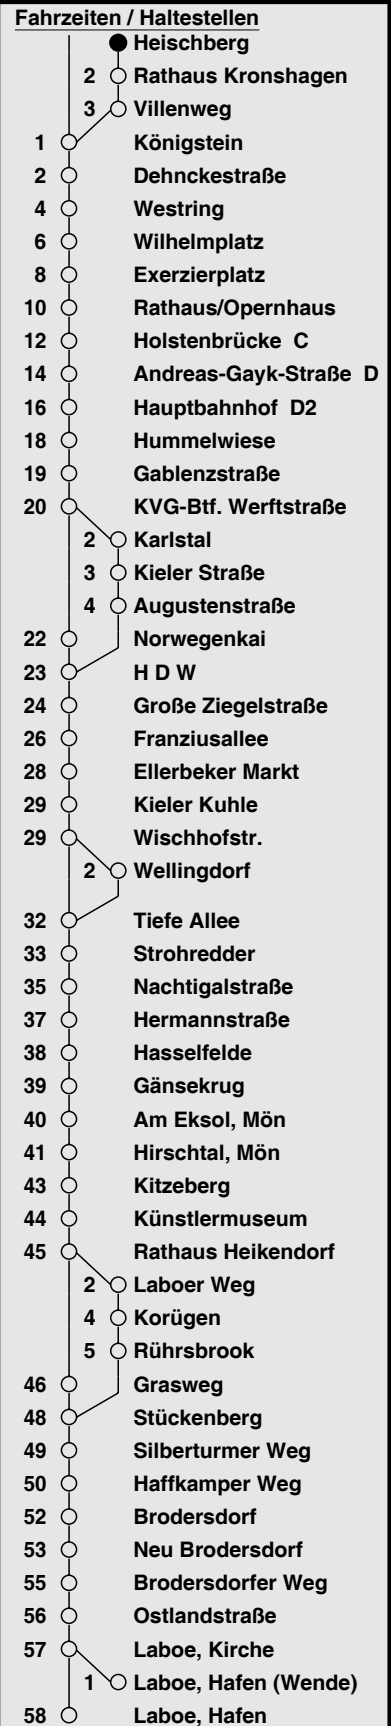 Fahrzeiten / Haltestellen
Heischberg
2 Rathaus Kronshagen
3 Villenweg
1 Königstein
2 Dehnckestraße
4 Westring
6 Wilhelmplatz
8 Exerzierplatz
10 Rathaus/Opernhaus
12 Holstenbrücke C
14 Andreas-Gayk-Straße D
16 Hauptbahnhof D2
18 Hummelwiese
19 Gablenzstraße
20 KVG-Btf. Werftstraße
2 Karlstal
3 Kieler Straße
4 Augustenstraße
22 Norwegenkai
23 H D W
24 Große Ziegelstraße
26 Franziusallee
28 Ellerbeker Markt
29 Kieler Kuhle
29 Wischhofstr.
2 Wellingdorf
32 Tiefe Allee
33 Strohredder
35 Nachtigalstraße
37 Hermannstraße
38 Hasselfelde
39 Gänsekrug
40 Am Eksol, Mön
41 Hirschtal, Mön
43 Kitzeberg
44 Künstlermuseum
45 Rathaus Heikendorf
2 Laboer Weg
4 Korügen
5 Rührsbrook
46 Grasweg
48 Stückenberg
49 Silberturmer Weg
50 Haffkamper Weg
52 Brodersdorf
53 Neu Brodersdorf
55 Brodersdorfer Weg
56 Ostlandstraße
57 Laboe, Kirche
1 Laboe, Hafen (Wende)
58 Laboe, Hafen